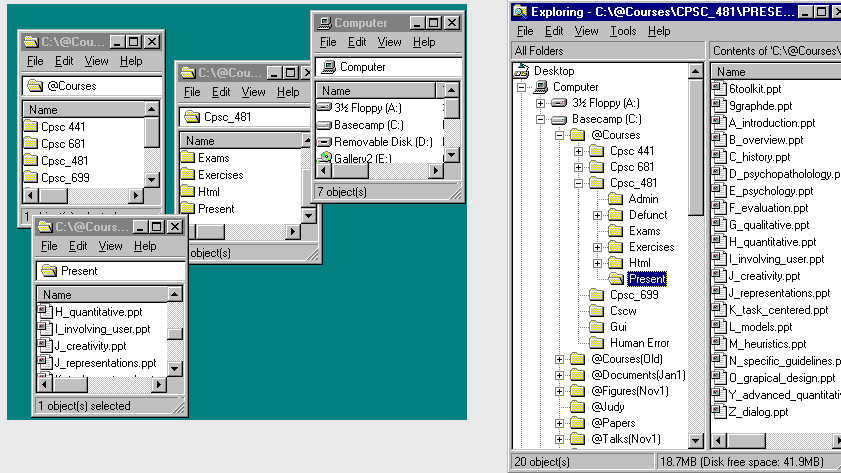 C:\@Cou...
File Edit View Help
@Courses
Name
Cpsc 441
Cpsc 681
Cpsc_481
Cpsc_699
C:\@Cou...
File Edit View Help
Cpsc_481
Name
Exams
Exercises
Html
Present
object(s)
Computer
File Edit View Help
Computer
Name
3½ Floppy (A:)
Basecamp (C:)
Removable Disk (D:)
Gallery2 (E:)
7 object(s)
C:\@Cours...
File Edit View Help
Present
Name
H_quantitative.ppt
I_involving_user.ppt
J_creativity.ppt
J_representations.ppt
1 object(s) selected
Exploring - C:\@Courses\CPSC_481\PRESE...
File Edit View Tools Help
All Folders
Desktop
Computer
3½ Floppy (A:)
Basecamp (C:)
@Courses
Cpsc 441
Cpsc 681
Cpsc_481
Admin
Defunct
Exams
Exercises
Html
Present
Cpsc_699
Cscw
Gui
Human Error
@Courses(Old)
@Documents(Jan1)
@Figures(Nov1)
@Judy
@Papers
@Talks(Nov1)
Contents of 'C:\@Courses\
Name
6toolkit.ppt
9graphde.ppt
A_introduction.ppt
B_overview.ppt
C_history.ppt
D_psychopatholology.p
E_psychology.ppt
F_evaluation.ppt
G_qualitative.ppt
H_quantitative.ppt
I_involving_user.ppt
J_creativity.ppt
J_representations.ppt
K_task_centered.ppt
L_models.ppt
M_heuristics.ppt
N_specific_guidelines.p
O_grapical_design.ppt
Y_advanced_quantitati
Z_dialog.ppt
20 object(s)
18.7MB (Disk free space: 41.9MB)